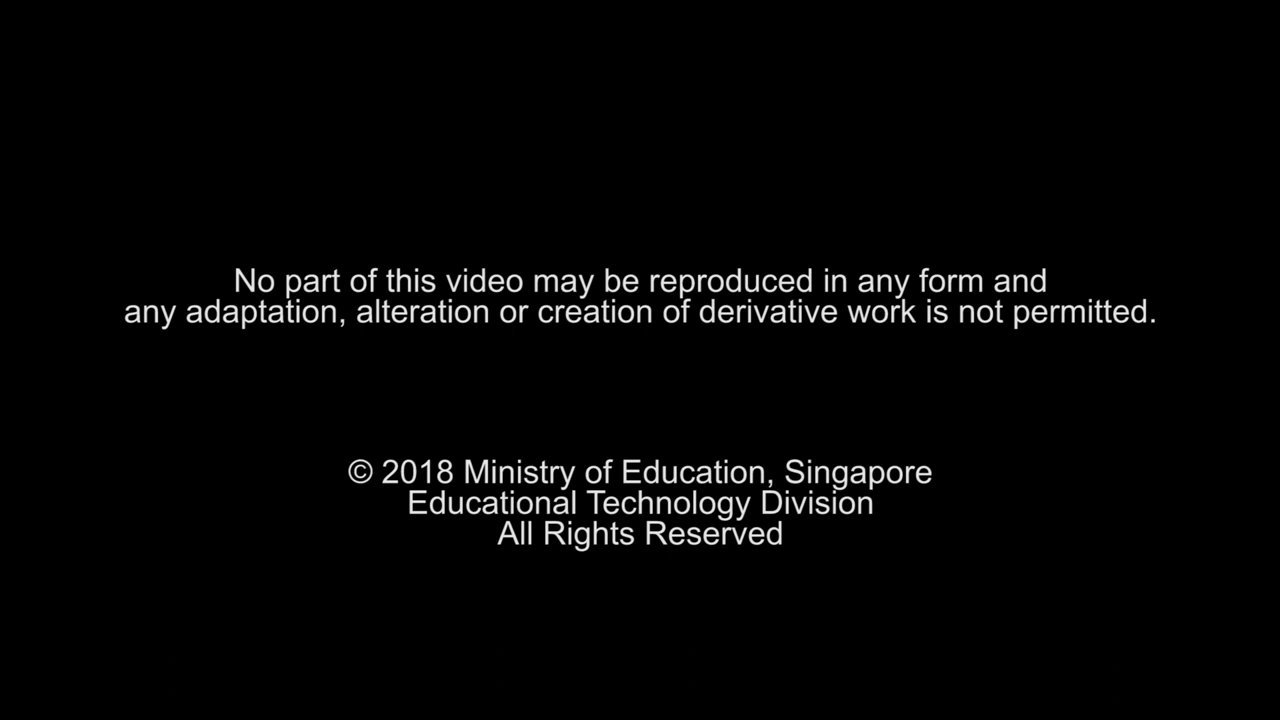 No part of this video may be reproduced in any form and
any adaptation, alteration or creation of derivative work is not permitted.
© 2018 Ministry of Education, Singapore
Educational Technology Division
All Rights Reserved